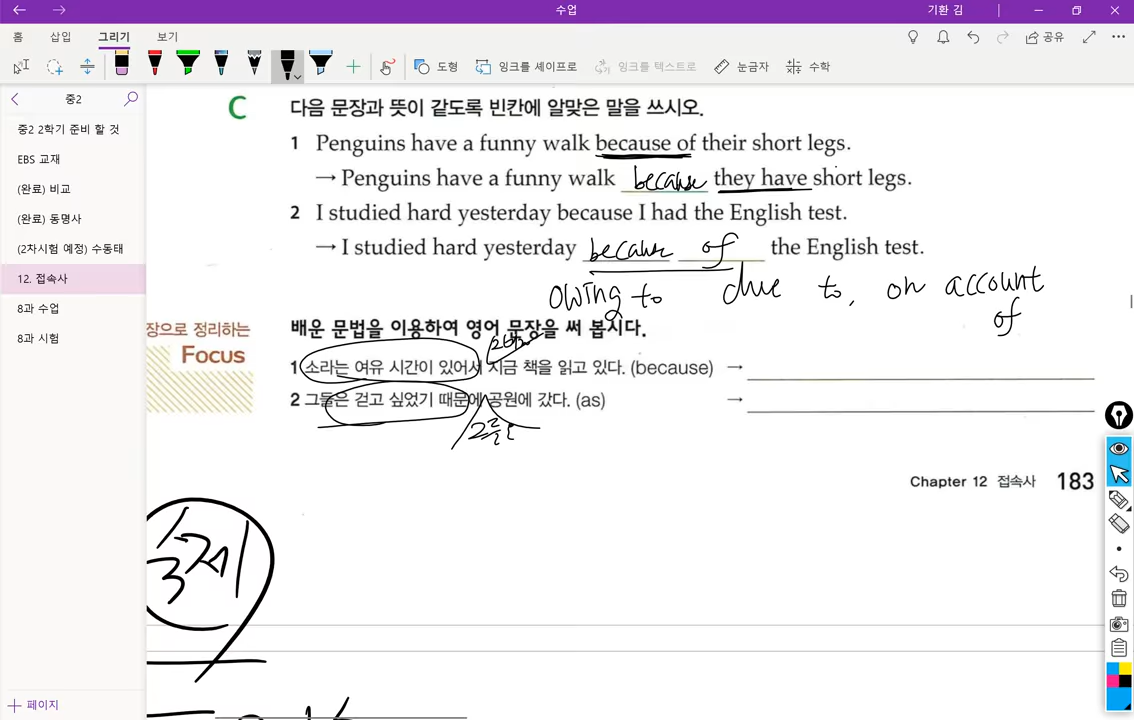 수업
기환 김
홈 삽입 그리기 보기
공유
도형 잉크를 셰이프로 잉크를 텍스트로 눈금자 수학
중2
중2 2학기 준비 할 것
EBS 교재
(완료) 비교
(완료) 동명사
(2차시험 예정) 수동태
12. 접속사
8과 수업
8과 시험
페이지
C 다음 문장과 뜻이 같도록 빈칸에 알맞은 말을 쓰시오.
1 Penguins have a funny walk because of their short legs.
→ Penguins have a funny walk because they have short legs.
2 I studied hard yesterday because I had the English test.
→ I studied hard yesterday because of the English test.
owing to due to, on account
of
장으로 정리하는
Focus
배운 문법을 이용하여 영어 문장을 써 봅시다.
1 소라는 여유 시간이 있어서 지금 책을 읽고 있다. (because) →
2 그들은 걷고 싶었기 때문에 공원에 갔다. (as) →
Chapter 12 접속사 183
숙제